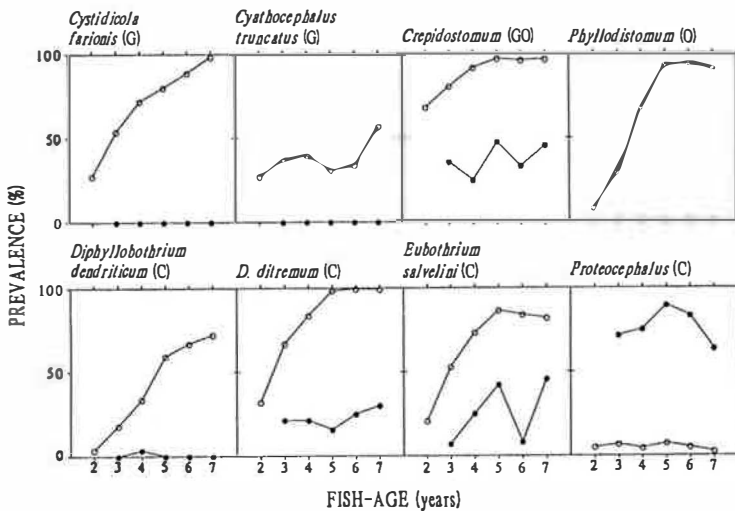 Cystidicola
farionis (G)
Cyathocephalus
truncatus (G)
Crepidostomum (GO)
Phyllodistomum (O)
100
50
0
PREVALENCE (%)
Diphyllobothrium
dendriticum (C)
D. ditremum (C)
Eubothrium
salvelini (C)
Proteocephalus (C)
100
50
0
2 3 4 5 6 7 2 3 4 5 6 7 2 3 4 5 6 7 2 3 4 5 6 7
FISH-AGE (years)